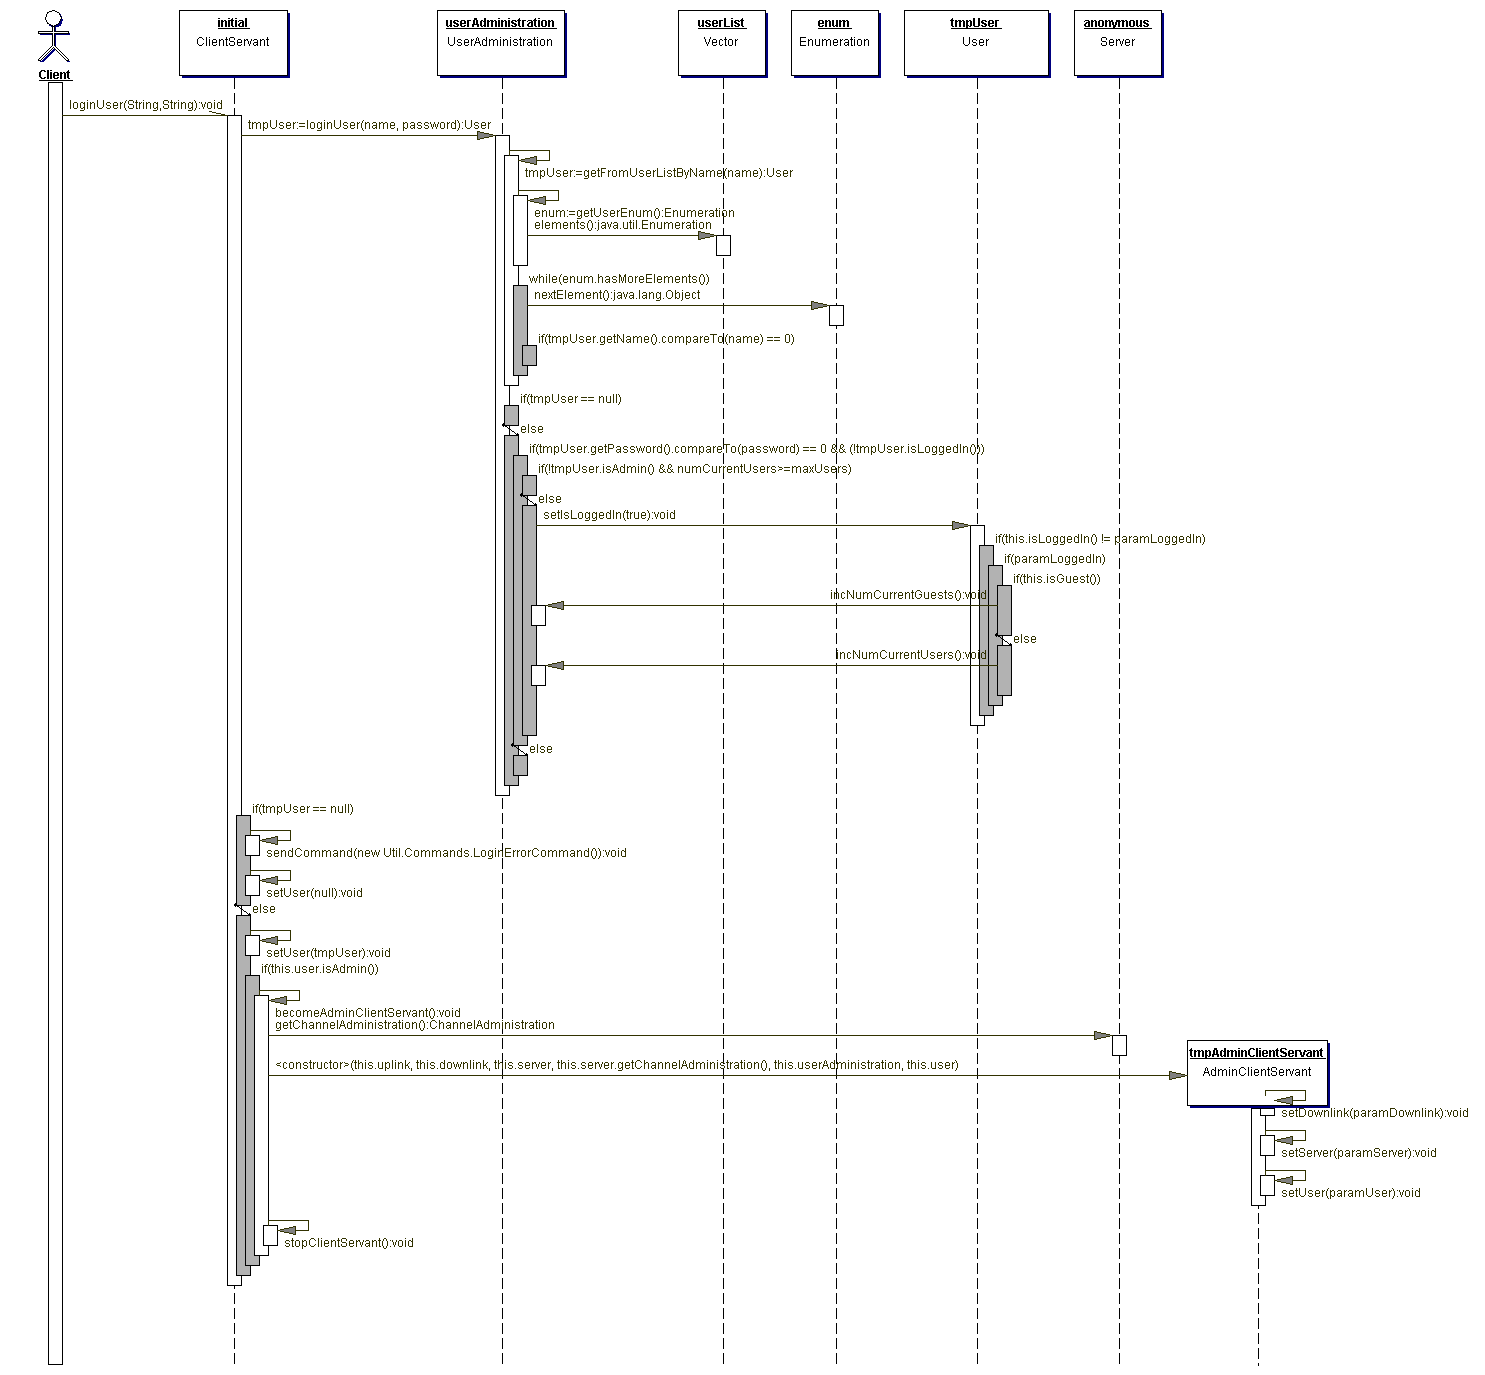 initial
ClientServant
userAdministration
UserAdministration
userList
Vector
enum
Enumeration
tmpUser
User
anonymous
Server
Client
loginUser(String,String):void
tmpUser:=loginUser(name, password):User
tmpUser:=getFromUserListByName(name):User
enum:=getUserEnum():Enumeration
elements():java.util.Enumeration
while(enum.hasMoreElements())
nextElement():java.lang.Object
if(tmpUser.getName().compareTo(name) == 0)
if(tmpUser == null)
else
if(tmpUser.getPassword().compareTo(password) == 0 && (!tmpUser.isLoggedIn()))
if(!tmpUser.isAdmin() && numCurrentUsers>=maxUsers)
else
setIsLoggedIn(true):void
if(this.isLoggedIn() != paramLoggedIn)
if(paramLoggedIn)
if(this.isGuest())
incNumCurrentGuests():void
else
incNumCurrentUsers():void
else
if(tmpUser == null)
sendCommand(new Util.Commands.LoginErrorCommand()):void
setUser(null):void
else
setUser(tmpUser):void
if(this.user.isAdmin())
becomeAdminClientServant():void
getChannelAdministration():ChannelAdministration
<constructor>(this.uplink, this.downlink, this.server, this.server.getChannelAdministration(), this.userAdministration, this.user)
tmpAdminClientServant
AdminClientServant
setDownlink(paramDownlink):void
setServer(paramServer):void
setUser(paramUser):void
stopClientServant():void